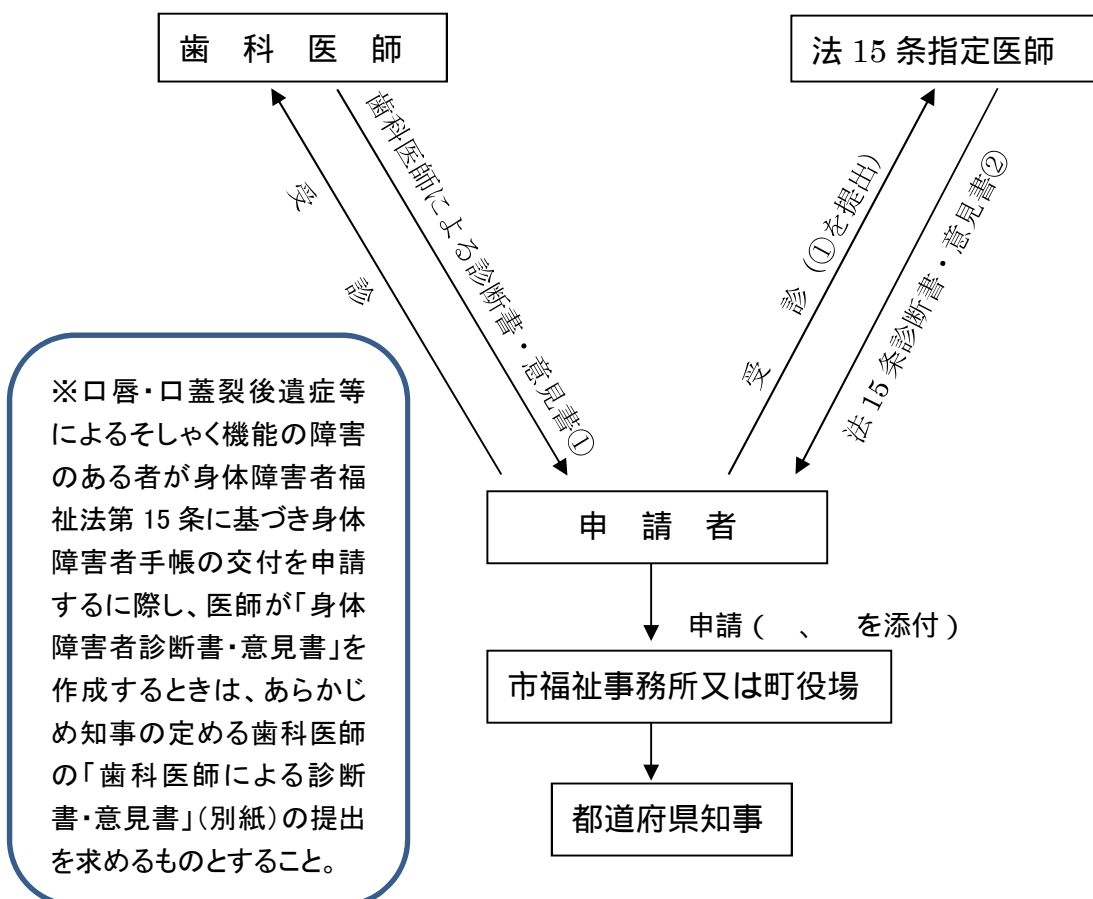 歯 科 医 師
法 15 条指定医師
受 診
歯科医師による診断書・意見書①
受 診 (①を提出)
法 15 条診断書・意見書②
※口唇・口蓋裂後遺症等
によるそしゃく機能の障害
のある者が身体障害者福
祉法第 15 条に基づき身体
障害者手帳の交付を申請
するに際し、医師が「身体
障害者診断書・意見書」を
作成するときは、あらかじ
め知事の定める歯科医師
の「歯科医師による診断
書・意見書」(別紙)の提出
を求めるものとすること。
申 請 者
申請( 、 を添付)
市福祉事務所又は町役場
都道府県知事